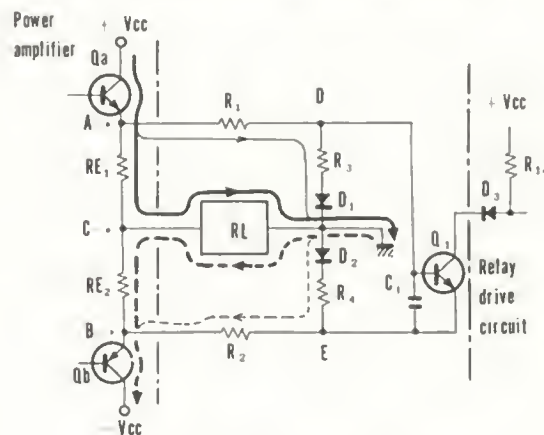 Power amplifier
+ Vcc
Qa
A
R1
D
+ Vcc
RE1
R3
R14
D1
D3
C
RL
D2
Q1
RE2
C1
R4
Relay drive circuit
B
R2
E
Qb
Vcc